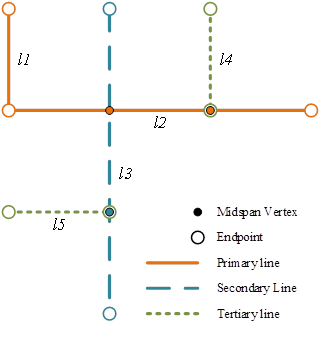 l1
l4
l2
l3
l5
Midspan Vertex
Endpoint
Primary line
Secondary Line
Tertiary line